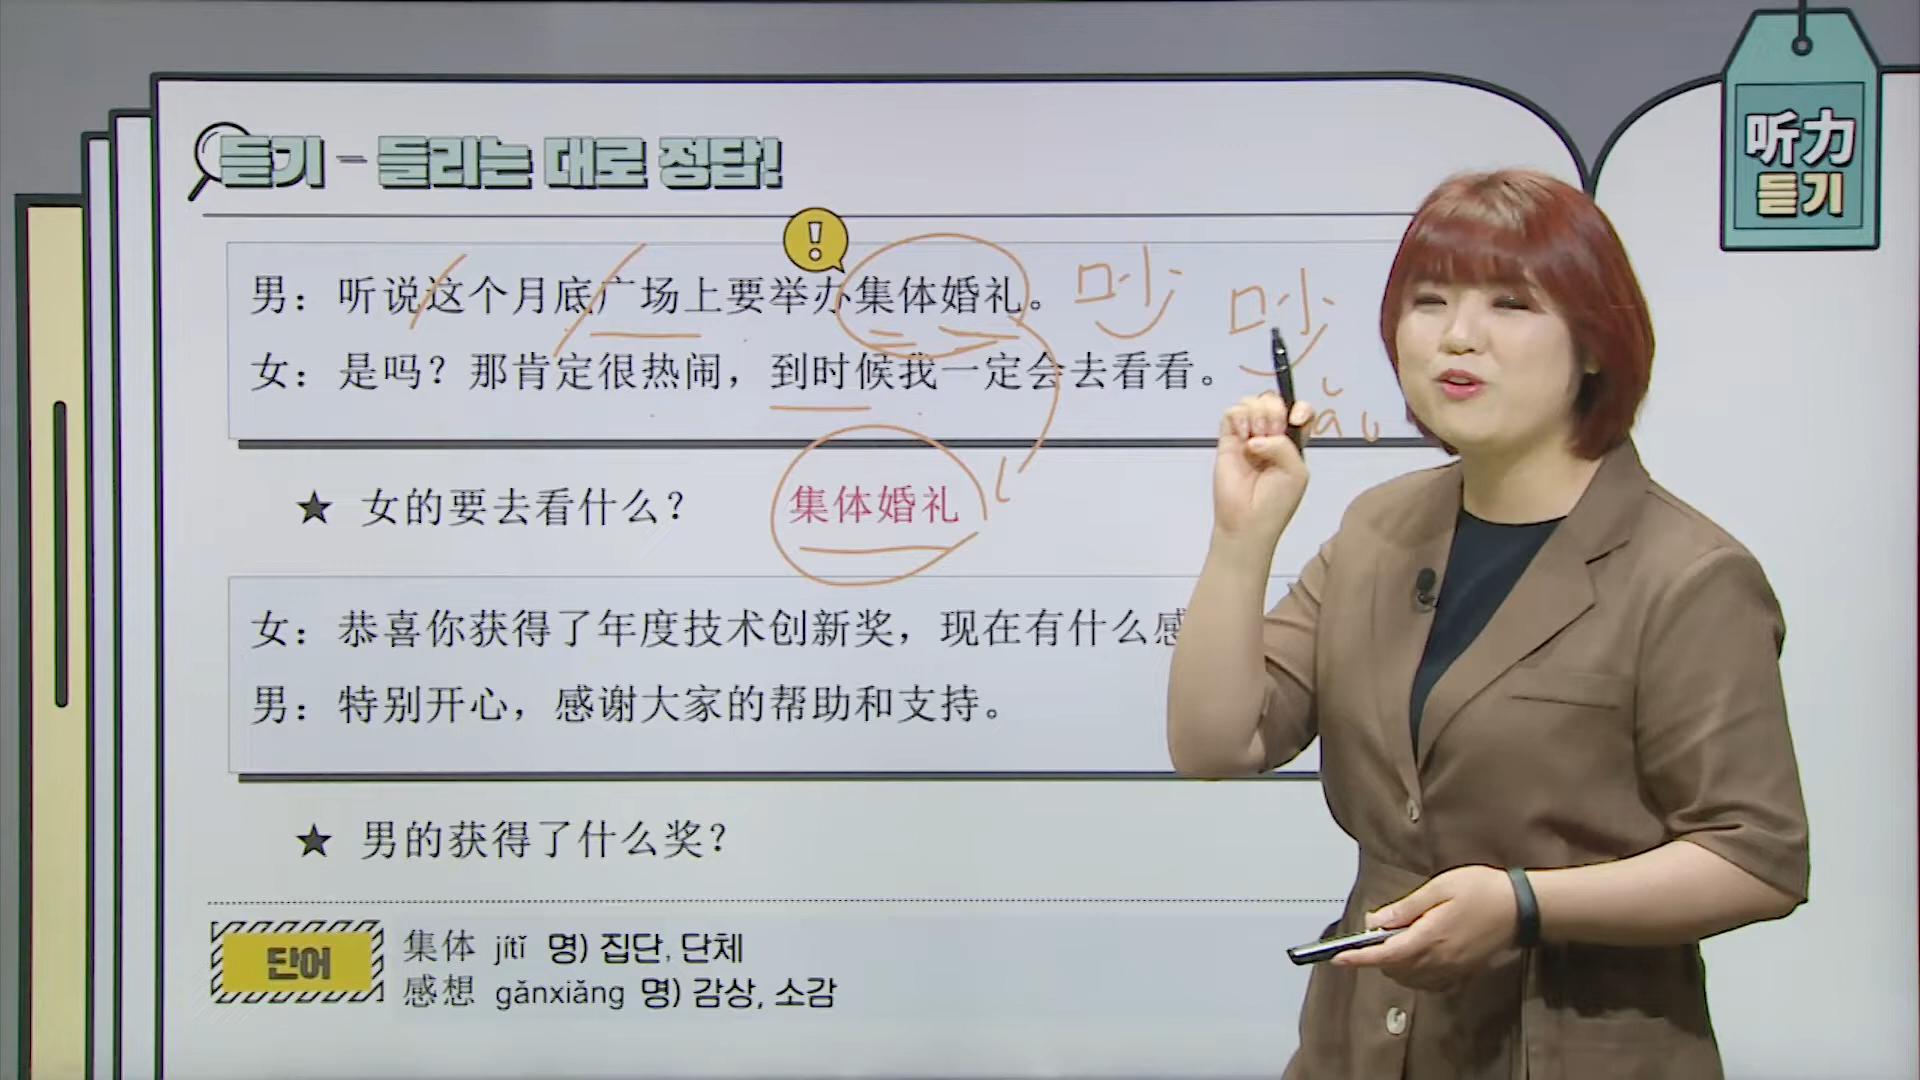 听力
듣기
듣기 - 들리는 대로 정답!
男：听说这个月底广场上要举办集体婚礼。
吵 吵
女：是吗？那肯定很热闹，到时候我一定会去看看。
★ 女的要去看什么？ 集体婚礼
女：恭喜你获得了年度技术创新奖，现在有什么感
男：特别开心，感谢大家的帮助和支持。
★ 男的获得了什么奖？
단어
集体 jítǐ 명) 집단, 단체
感想 gǎnxiǎng 명) 감상, 소감